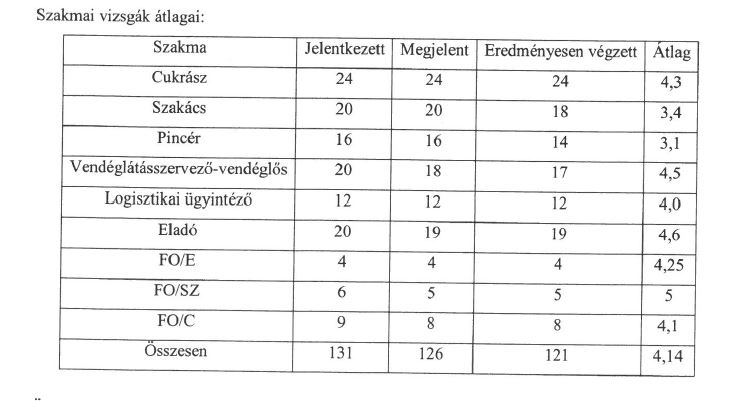 Szakmai vizsgák átlagai:
Szakma Jelentkezett Megjelent Eredményesen végzett Átlag
Cukrász 24 24 24 4,3
Szakács 20 20 18 3,4
Pincér 16 16 14 3,1
Vendéglátásszervező-vendéglős 20 18 17 4,5
Logisztikai ügyintéző 12 12 12 4,0
Eladó 20 19 19 4,6
FO/E 4 4 4 4,25
FO/SZ 6 5 5 5
FO/C 9 8 8 4,1
Összesen 131 126 121 4,14